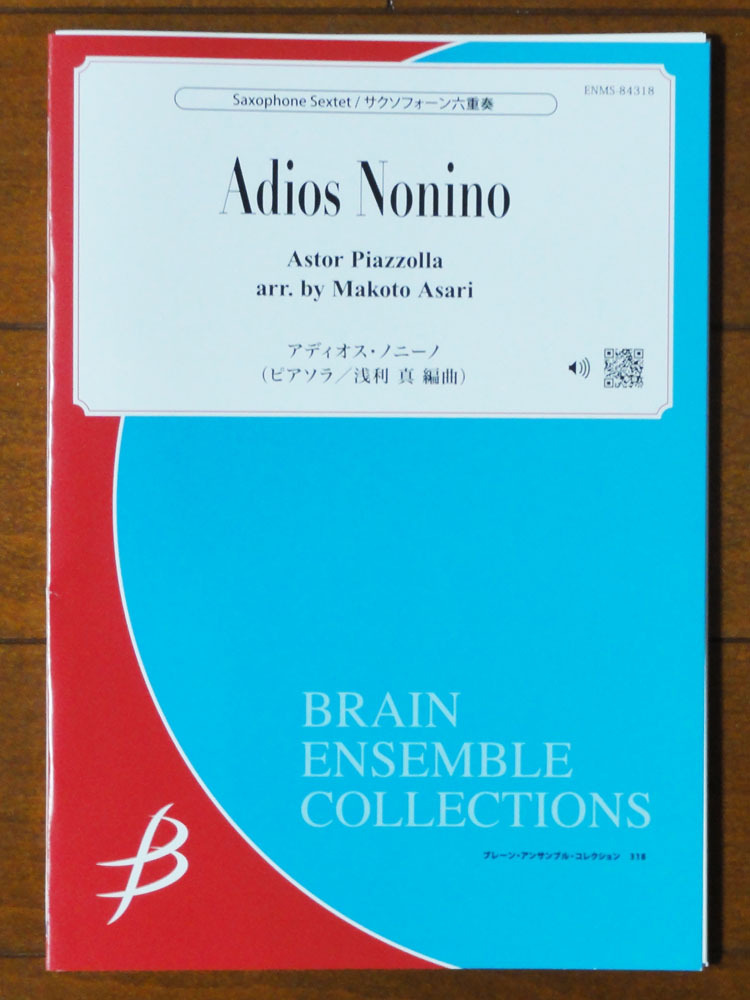 Saxophone Sextet / サクソフォーン六重奏
ENMS-84318
Adios Nonino
Astor Piazzolla
arr. by Makoto Asari
アディオス・ノニーノ
（ピアソラ／浅利 真 編曲）
BRAIN
ENSEMBLE
COLLECTIONS
ブレーン・アンサンブル・コレクション 318